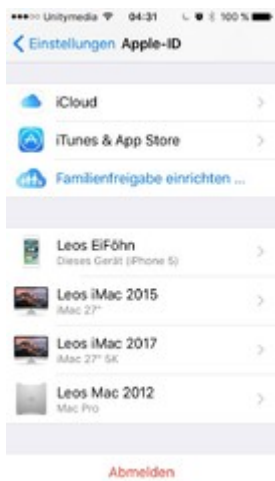 Unitymedia 04:31 100 %
Einstellungen Apple-ID
iCloud
iTunes & App Store
Familienfreigabe einrichten ...
Leos EiFöhn
Dieses Gerät (iPhone 5)
Leos iMac 2015
iMac 27"
Leos iMac 2017
iMac 27" 5K
Leos Mac 2012
Mac Pro
Abmelden